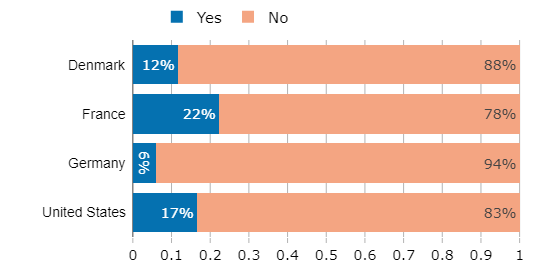 Yes No
Denmark 12% 88%
France 22% 78%
Germany 6% 94%
United States 17% 83%
0 0.1 0.2 0.3 0.4 0.5 0.6 0.7 0.8 0.9 1